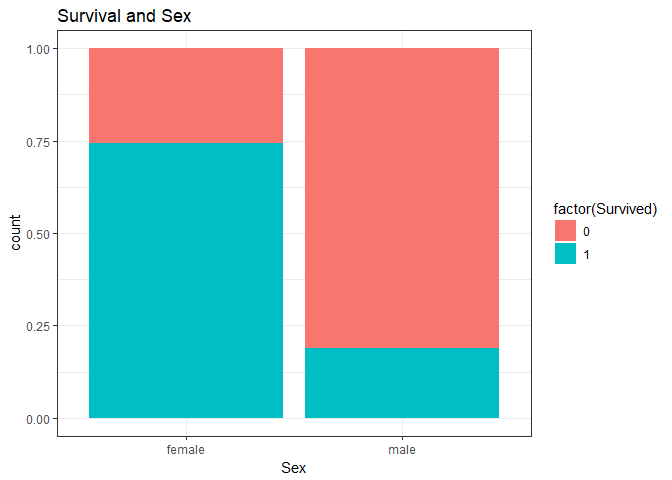 Survival and Sex
1.00
0.75
0.50
0.25
0.00
count
female
male
Sex
factor(Survived)
0
1